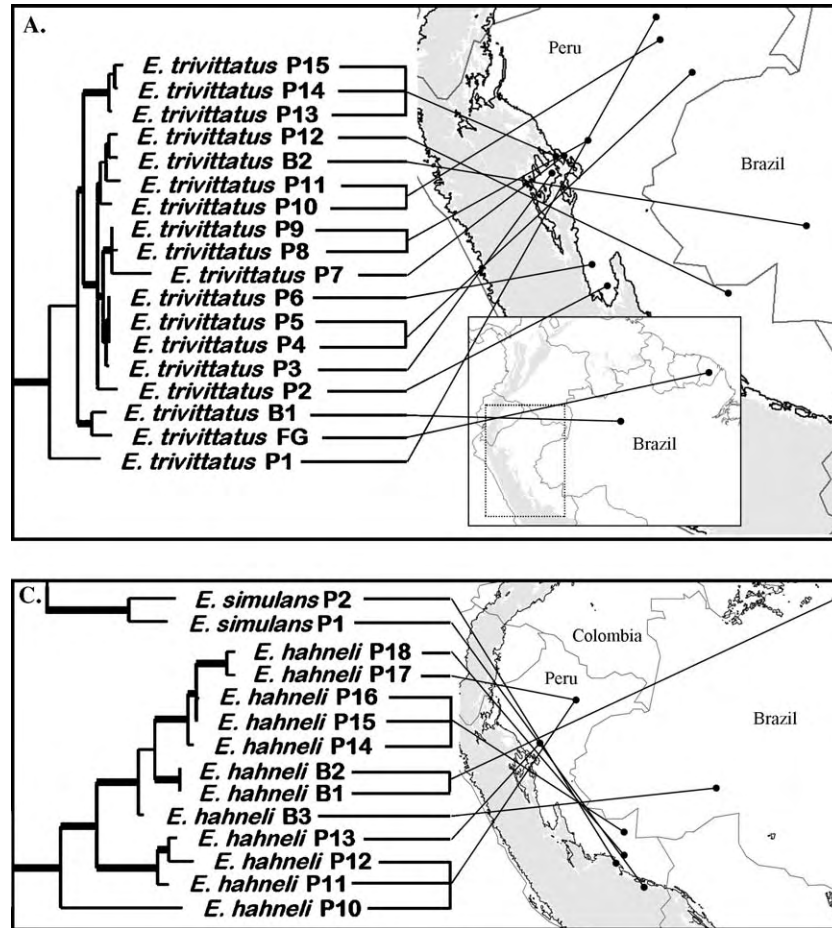 A.
E. trivittatus P15
E. trivittatus P14
E. trivittatus P13
E. trivittatus P12
E. trivittatus B2
E. trivittatus P11
E. trivittatus P10
E. trivittatus P9
E. trivittatus P8
E. trivittatus P7
E. trivittatus P6
E. trivittatus P5
E. trivittatus P4
E. trivittatus P3
E. trivittatus P2
E. trivittatus B1
E. trivittatus FG
E. trivittatus P1
Peru
Brazil
Brazil
C.
E. simulans P2
E. simulans P1
E. hahneli P18
E. hahneli P17
E. hahneli P16
E. hahneli P15
E. hahneli P14
E. hahneli B2
E. hahneli B1
E. hahneli B3
E. hahneli P13
E. hahneli P12
E. hahneli P11
E. hahneli P10
Colombia
Peru
Brazil